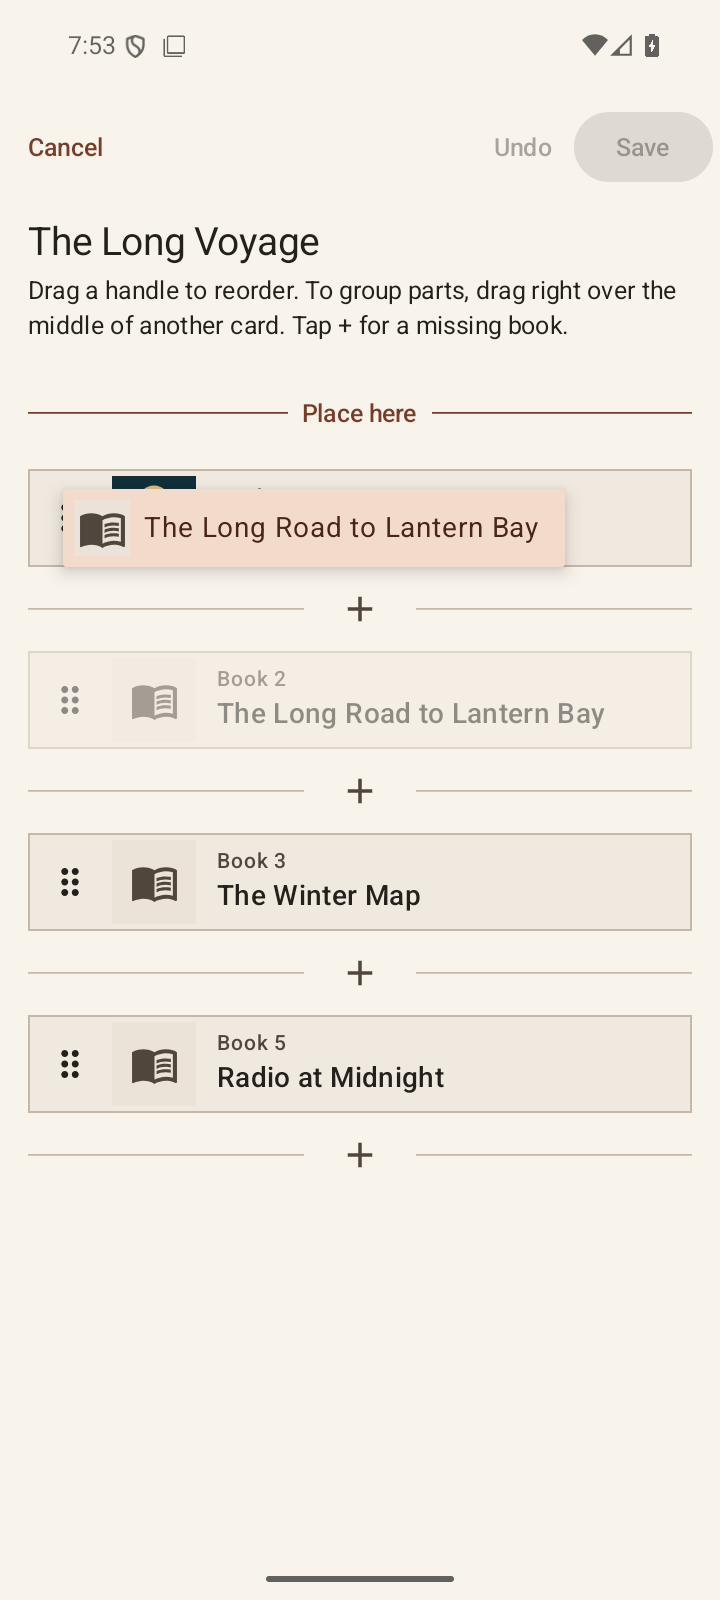 7:53
Cancel
Undo
Save
The Long Voyage
Drag a handle to reorder. To group parts, drag right over the
middle of another card. Tap + for a missing book.
Place here
The Long Road to Lantern Bay
+
Book 2
The Long Road to Lantern Bay
+
Book 3
The Winter Map
+
Book 5
Radio at Midnight
+